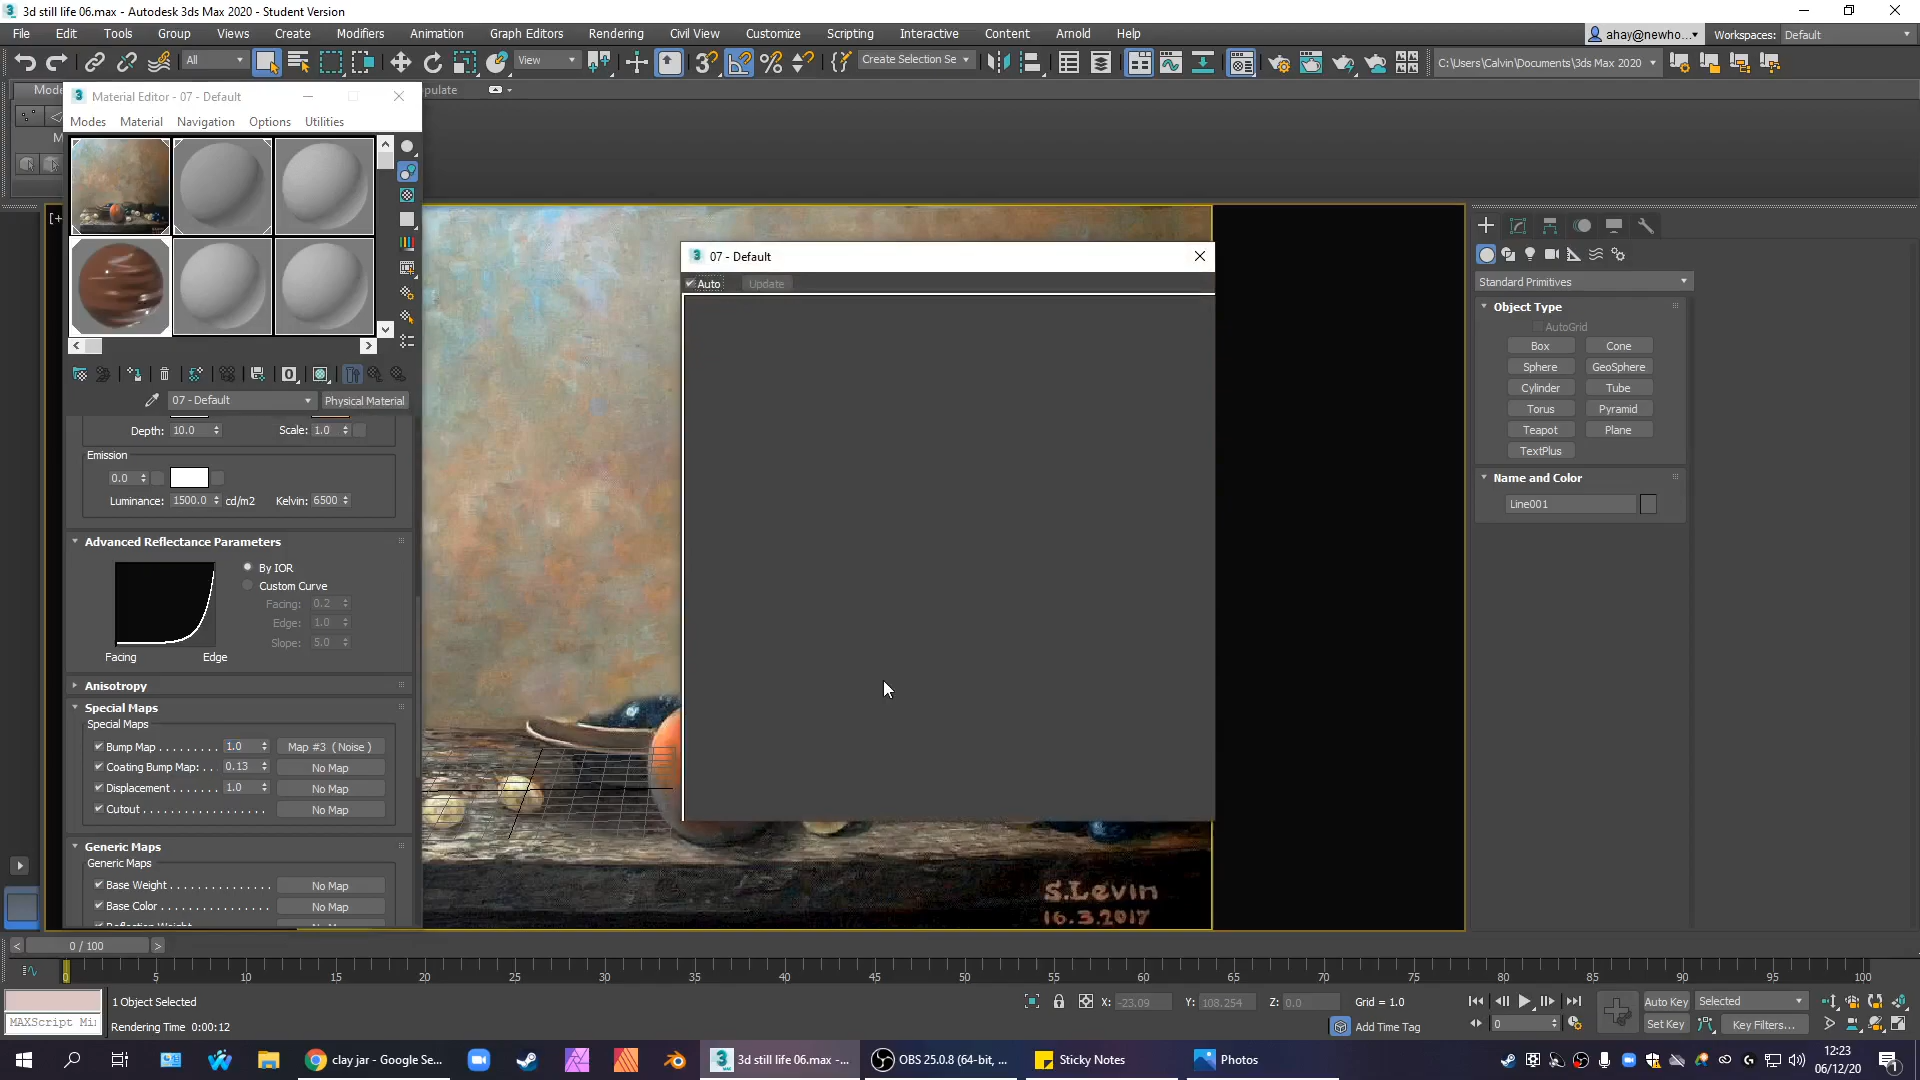 3d still life 06.max - Autodesk 3ds Max 2020 - Student Version
File Edit Tools Group Views Create Modifiers Animation Graph Editors Rendering Civil View Customize Scripting Interactive Content Arnold Help
ahay@newho... Workspaces: Default
All View Create Selection Se C:\Users\Calvin\Documents\3ds Max 2020
Material Editor - 07 - Default
Modes Material Navigation Options Utilities
07 - Default Physical Material
Depth: 10.0 Scale: 1.0
Emission
0.0
Luminance: 1500.0 cd/m2 Kelvin: 6500
Advanced Reflectance Parameters
By IOR
Custom Curve
Facing: 0.2
Edge: 1.0
Slope: 5.0
Facing Edge
Anisotropy
Special Maps
Special Maps
Bump Map . . . . . . . . 1.0 Map #3 ( Noise )
Coating Bump Map: . . 0.13 No Map
Displacement . . . . . . . 1.0 No Map
Cutout . . . . . . . . . . . . . . . . . No Map
Generic Maps
Generic Maps
Base Weight . . . . . . . . . . . . . . No Map
Base Color . . . . . . . . . . . . . . . No Map
07 - Default
Auto Update
S.Levin
16.3.2017
Standard Primitives
Object Type
AutoGrid
Box Cone
Sphere GeoSphere
Cylinder Tube
Torus Pyramid
Teapot Plane
TextPlus
Name and Color
Line001
< 0 / 100 >
0 5 10 15 20 25 30 35 40 45 50 55 60 65 70 75 80 85 90 95 100
1 Object Selected
X: -23.09 Y: 108.254 Z: 0.0 Grid = 1.0
Auto Key Selected
MAXScript Mi
Rendering Time 0:00:12
Add Time Tag
0
Set Key Key Filters...
clay jar - Google Se...
3d still life 06.max -...
OBS 25.0.8 (64-bit, ...
Sticky Notes
Photos
12:23
06/12/20